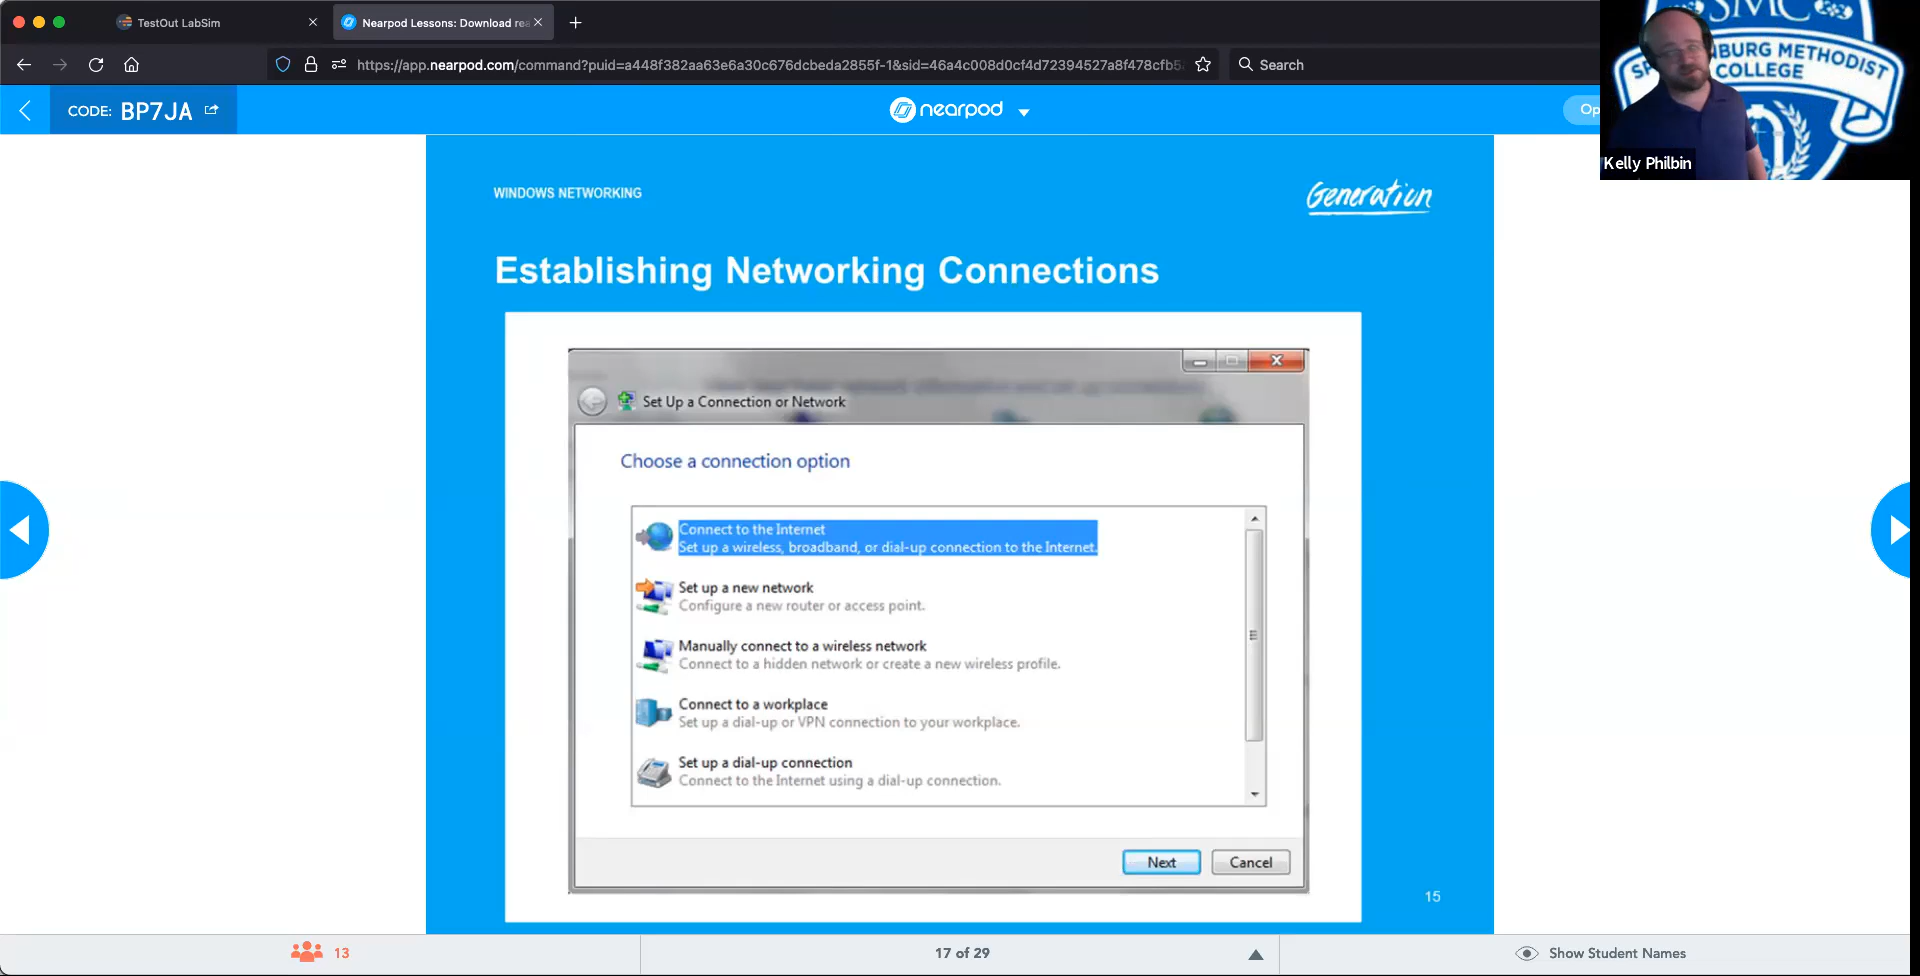 TestOut LabSim
Nearpod Lessons: Download rea
https://app.nearpod.com/command?puid=a448f382aa63e6a30c676dcbeda2855f-1&sid=46a4c008d0cf4d72394527a8f478cfb5
Search
SMC
BURG METHODIST
COLLEGE
Kelly Philbin
CODE: BP7JA
nearpod
Op
WINDOWS NETWORKING
Generation
Establishing Networking Connections
Set Up a Connection or Network
Choose a connection option
Connect to the Internet
Set up a wireless, broadband, or dial-up connection to the Internet.
Set up a new network
Configure a new router or access point.
Manually connect to a wireless network
Connect to a hidden network or create a new wireless profile.
Connect to a workplace
Set up a dial-up or VPN connection to your workplace.
Set up a dial-up connection
Connect to the Internet using a dial-up connection.
Next
Cancel
15
13
17 of 29
Show Student Names